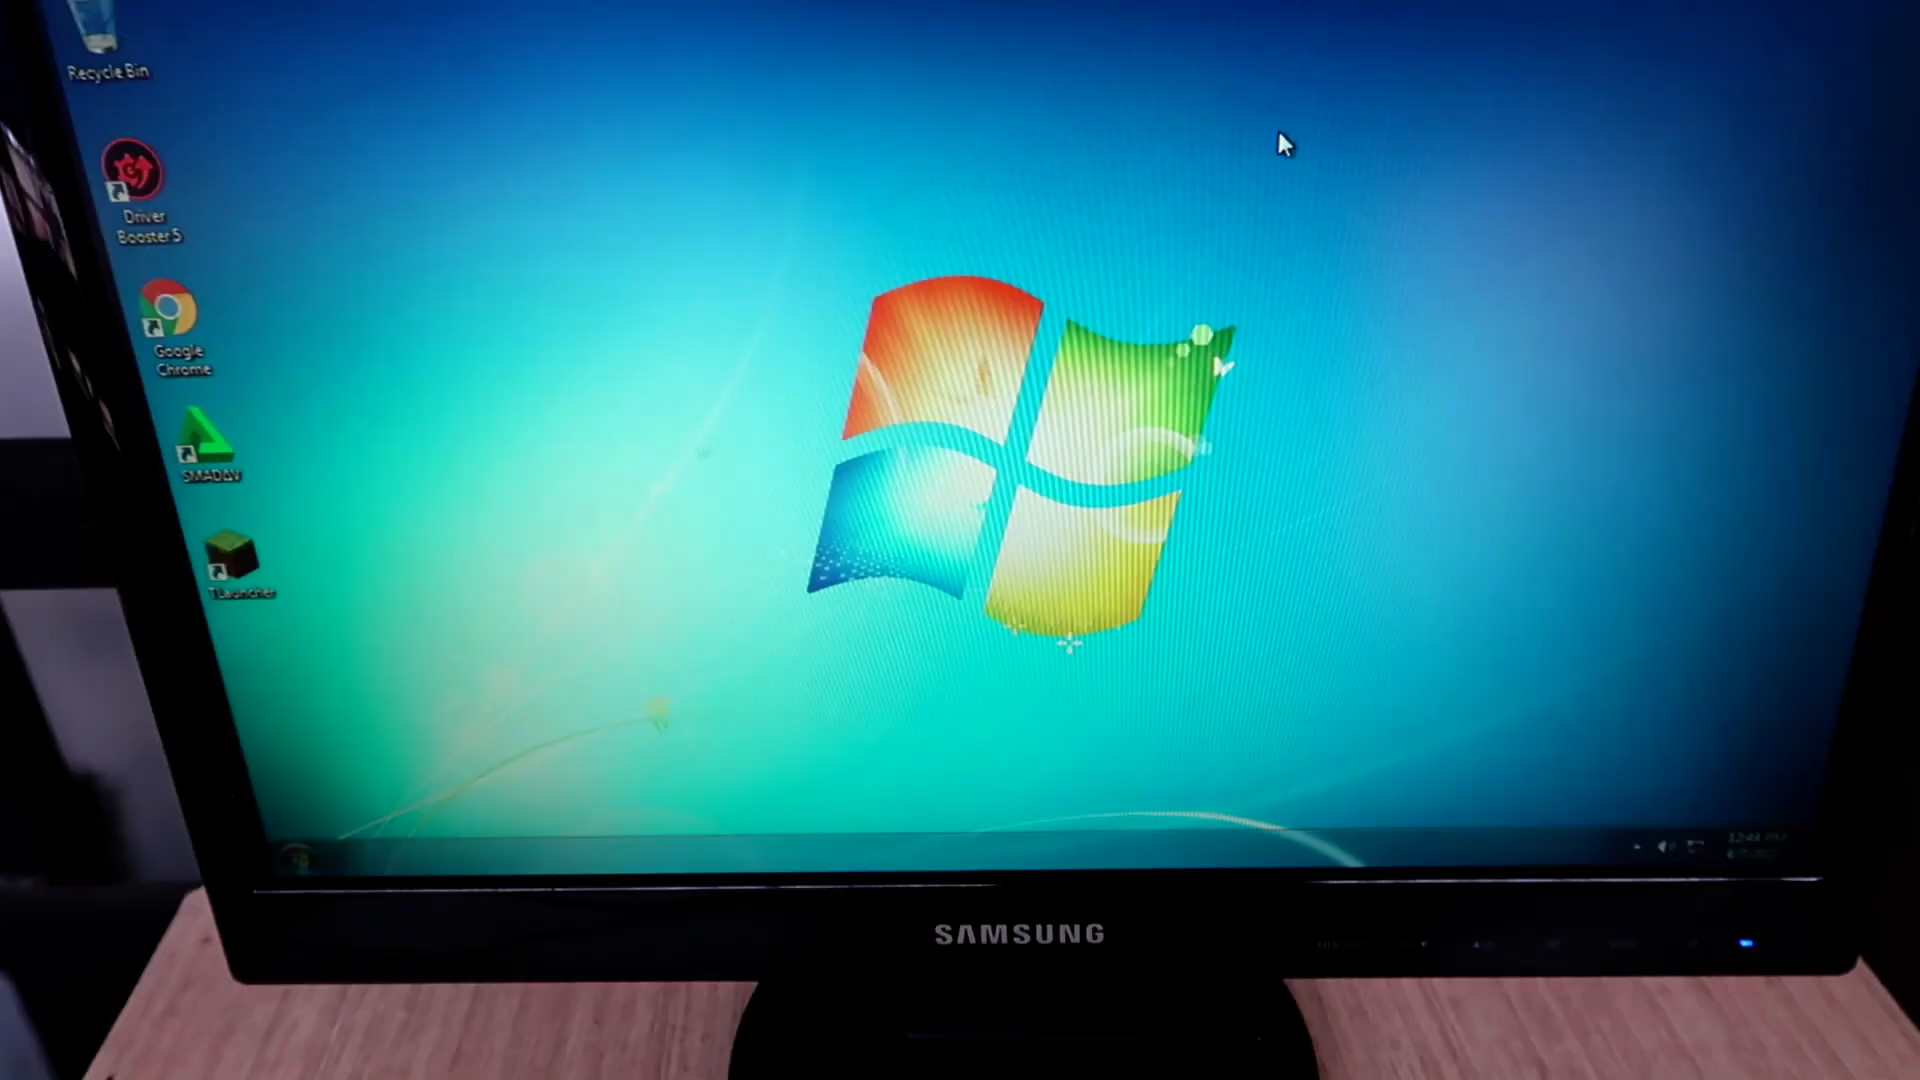 Recycle Bin
Driver
Booster 5
Google
Chrome
SMADAV
TLauncher
SAMSUNG